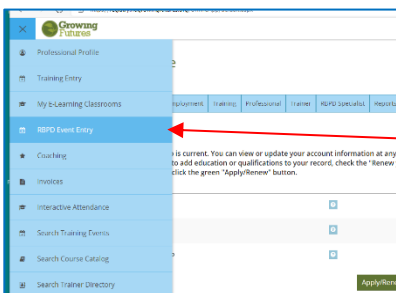 Growing
Futures
Professional Profile
Training Entry
My E-Learning Classrooms
Employment Training Professional Trainer RBPD Specialist Reports
RBPD Event Entry
Coaching
is current. You can view or update your account information at any
to add education or qualifications to your record, check the "Renew
click the green "Apply/Renew" button.
Invoices
Interactive Attendance
Search Training Events
Search Course Catalog
Search Trainer Directory
Apply/Ren